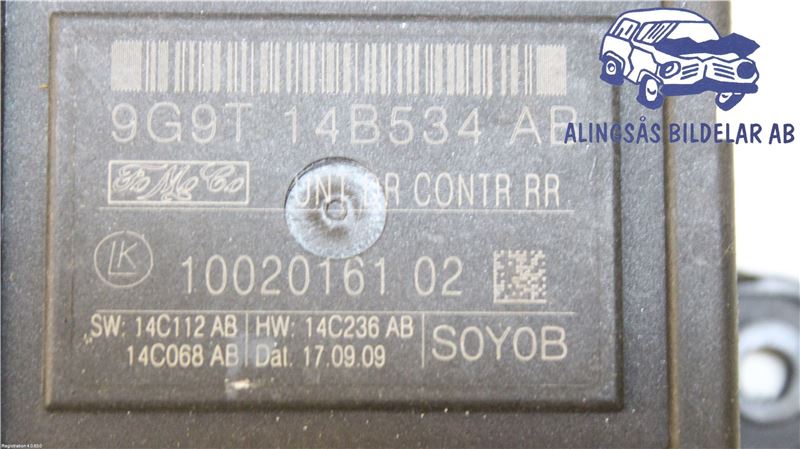 9G9T 14B534 AB
ALINGSÅS BILDELAR AB
FoMoCo
CONTR RR
LK
10020161 02
SW: 14C112 AB HW: 14C236 AB
14C068 AB Dat. 17.09.09
SOYOB